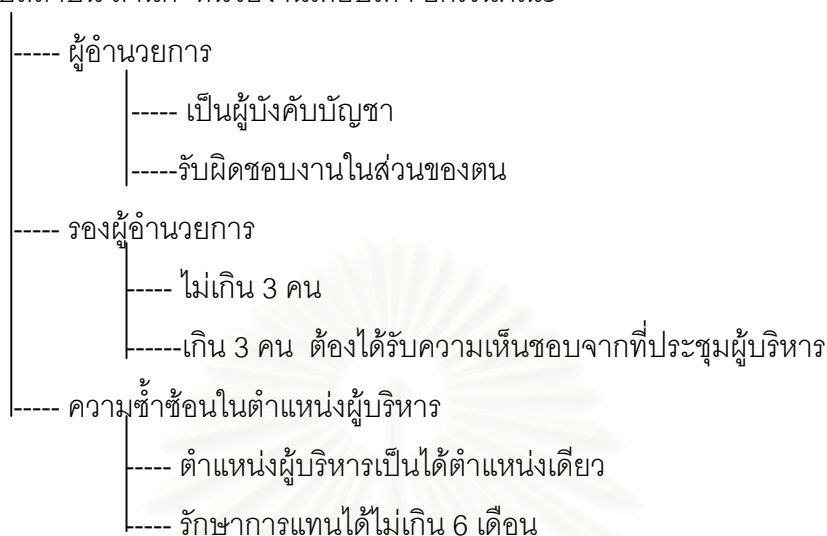 ----- ผู้อำนวยการ
----- เป็นผู้บังคับบัญชา
-----รับผิดชอบงานในส่วนของตน
----- รองผู้อำนวยการ
----- ไม่เกิน 3 คน
------เกิน 3 คน ต้องได้รับความเห็นชอบจากที่ประชุมผู้บริหาร
----- ความซ้ำซ้อนในตำแหน่งผู้บริหาร
----- ตำแหน่งผู้บริหารเป็นได้ตำแหน่งเดียว
----- รักษาการแทนได้ไม่เกิน 6 เดือน